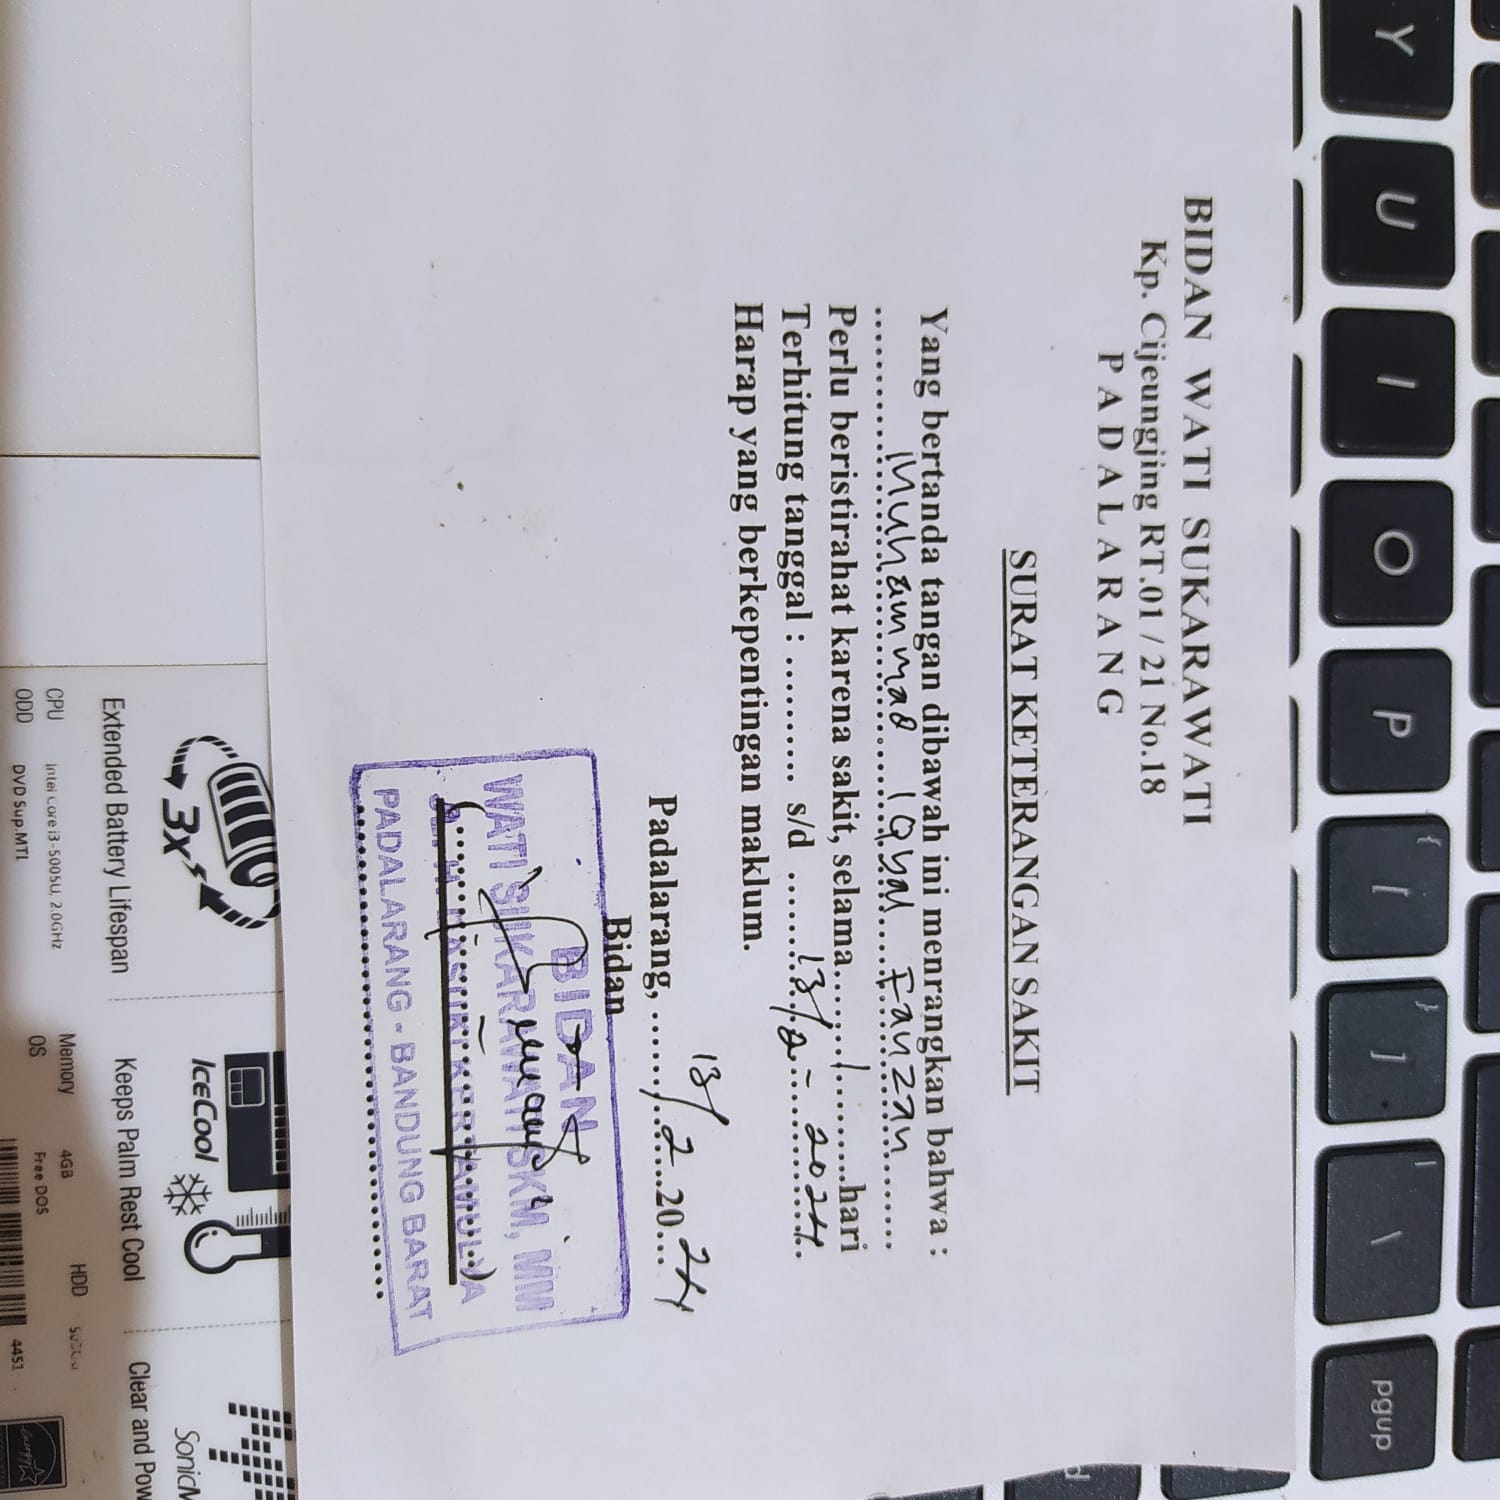 BIDAN WATI SUKARAWATI
Kp. Cijeungjing RT.01 / 21 No.18
PADALARANG
SURAT KETERANGAN SAKIT
Yang bertanda tangan dibawah ini menrangkan bahwa :
Muhammad Iqbal Fauzan
Perlu beristirahat karena sakit, selama........1........hari
Terhitung tanggal : .......... s/d ..........13/2 - 2024
Harap yang berkepentingan maklum.
Padalarang, ......13/2....2024
Bidan
BIDAN
WATI SUKARAWATI SKM, MM
PADALARANG - BANDUNG BARAT
Y
U
I
O
P
{
[
}
]
|
\
pgup
3x
Extended Battery Lifespan
IceCool
Keeps Palm Rest Cool
SonicM
Clear and Pow
CPU Intel Core i3-5005U, 2.0GHz
ODD DVD Sup.MTL
Memory 4GB
OS Free DOS
HDD
4451